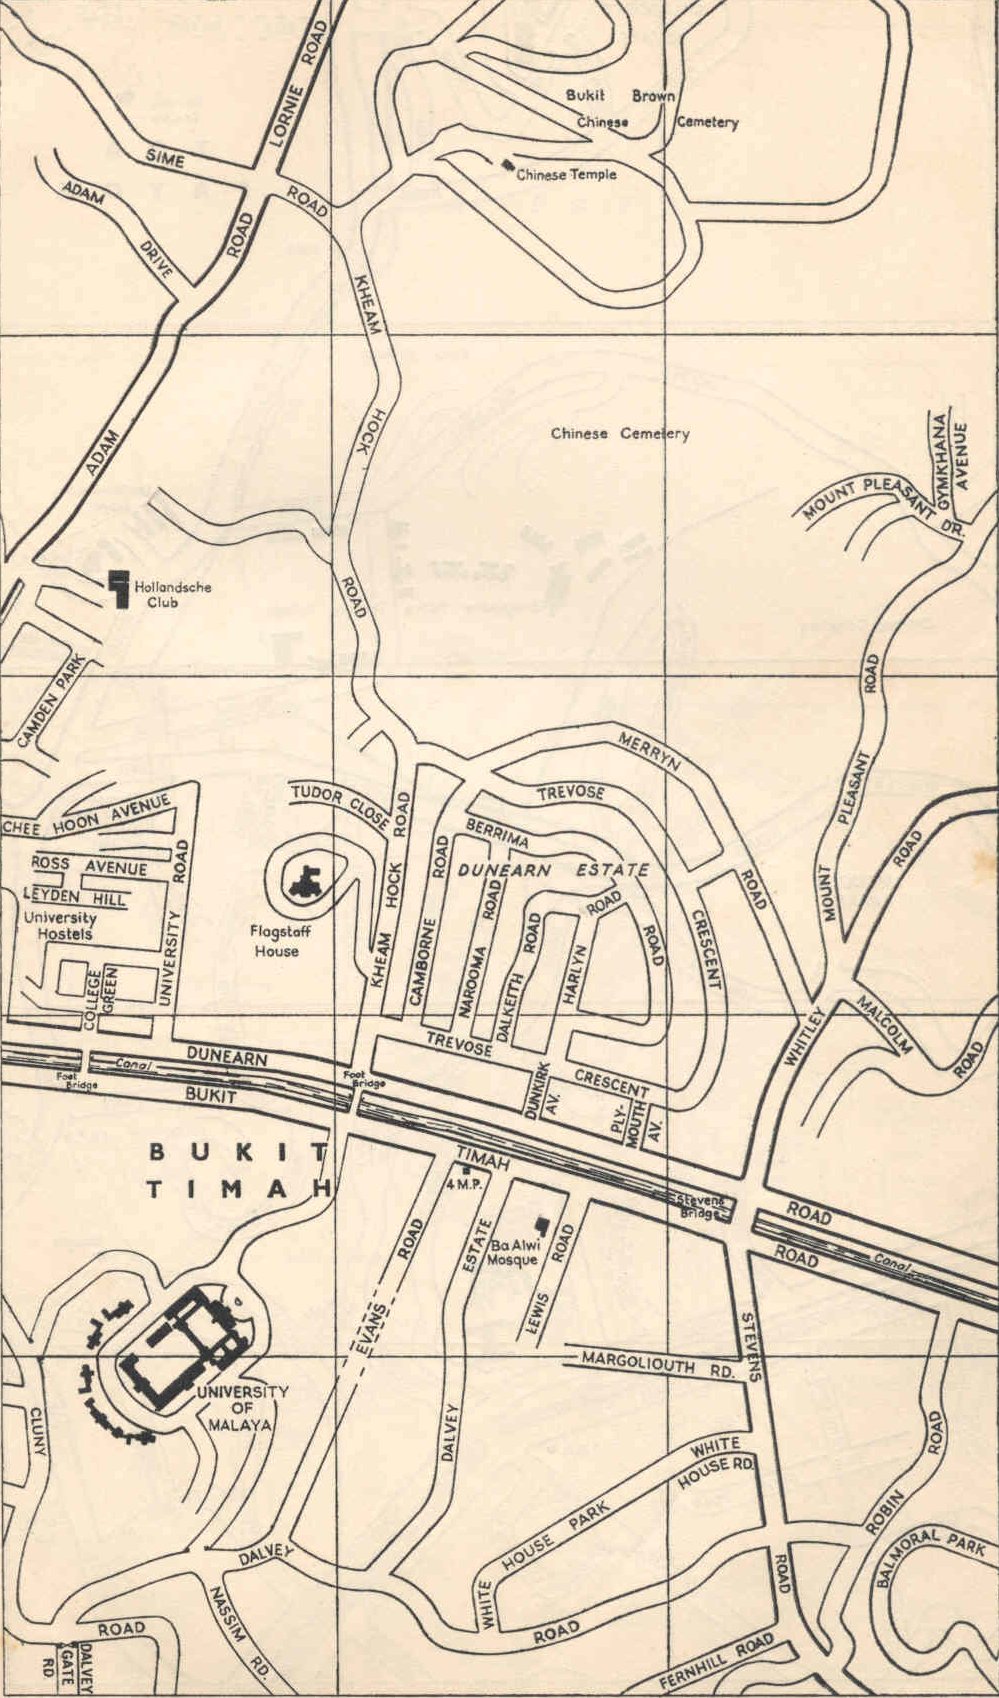 LORNIE ROAD
Bukit Brown
Chinese Cemetery
SIME
ROAD
Chinese Temple
ADAM
DRIVE
ROAD
KHEAM
HOCK
ADAM
Chinese Cemetery
GYMKHANA
AVENUE
MOUNT PLEASANT DR.
Hollandsche
Club
ROAD
CAMDEN PARK
ROAD
MERRYN
TUDOR CLOSE
TREVOSE
PLEASANT
CHEE HOON AVENUE
ROAD
BERRIMA
ROAD
ROSS AVENUE
ROAD
ROAD
DUNEARN ESTATE
ROAD
MOUNT
LEYDEN HILL
University
Hostels
HOCK
ROAD
ROAD
ROAD
ROAD
CRESCENT
Flagstaff
House
UNIVERSITY
KHEAM
CAMBORNE
NAROOMA
DALKEITH
HARLYN
COLLEGE
GREEN
WHITLEY
MALCOLM
ROAD
DUNEARN
TREVOSE
CRESCENT
Canal
Foot
Bridge
Foot
Bridge
BUKIT
DUNKIRK
AV.
PLY-
MOUTH
AV.
BUKIT
TIMAH
TIMAH
4 M.P.
Stevens
Bridge
ROAD
ROAD
Canal
ROAD
ESTATE
Ba Alwi
Mosque
ROAD
LEWIS
EVANS
STEVENS
MARGOLIOUTH RD.
UNIVERSITY
OF
MALAYA
CLUNY
DALVEY
WHITE
HOUSE RD.
ROAD
WHITE HOUSE PARK
ROBIN
BALMORAL PARK
DALVEY
ROAD
NASSIM
RD.
ROAD
ROAD
FERNHILL ROAD
DALVEY
GATE
RD